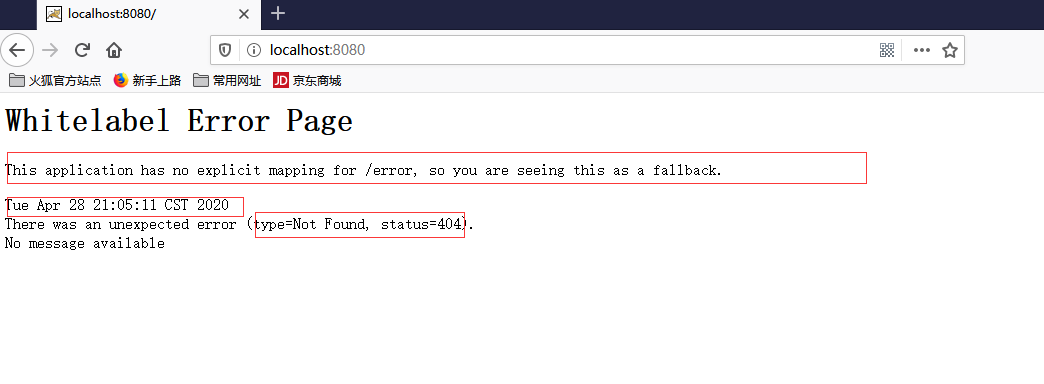 localhost:8080/
localhost:8080
火狐官方站点 新手上路 常用网址 JD 京东商城
Whitelabel Error Page
This application has no explicit mapping for /error, so you are seeing this as a fallback.
Tue Apr 28 21:05:11 CST 2020
There was an unexpected error (type=Not Found, status=404).
No message available